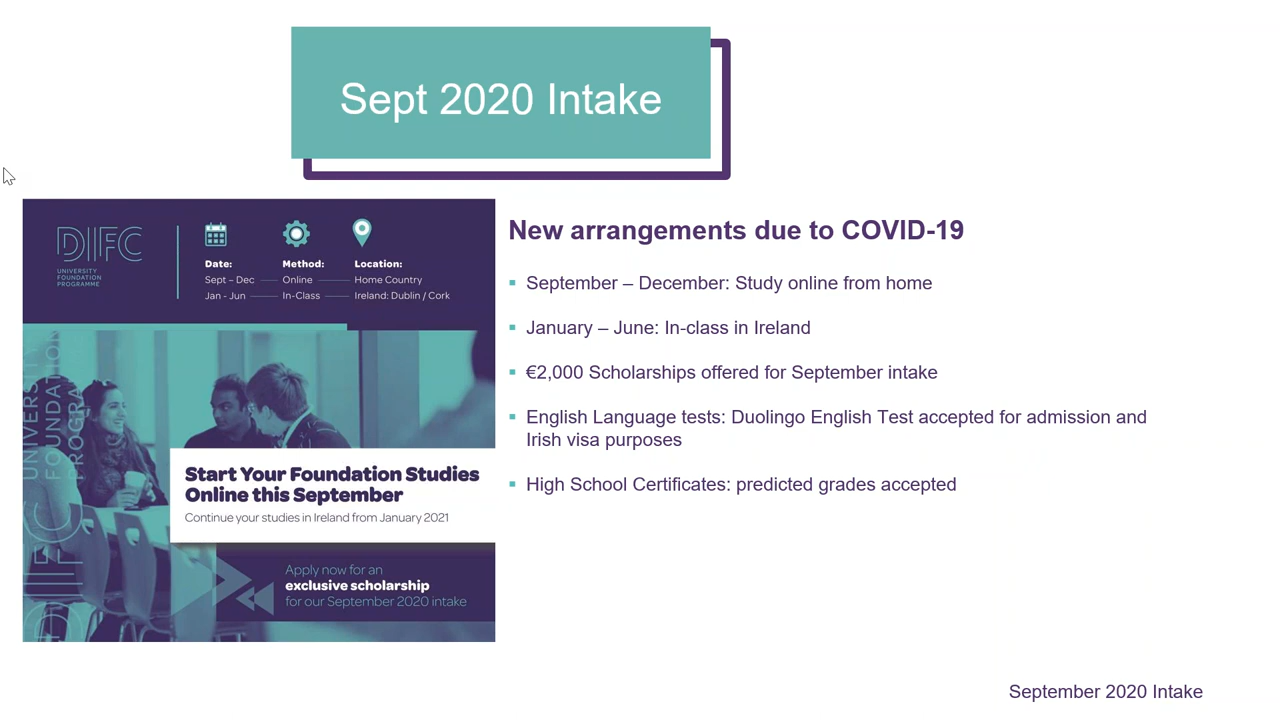 Sept 2020 Intake
DIFC
UNIVERSITY
FOUNDATION
PROGRAMME
Date: Method: Location:
Sept – Dec Online Home Country
Jan - Jun In-Class Ireland: Dublin / Cork
DIFC
Start Your Foundation Studies
Online this September
Continue your studies in Ireland from January 2021
Apply now for an
exclusive scholarship
for our September 2020 intake
New arrangements due to COVID-19
September – December: Study online from home
January – June: In-class in Ireland
€2,000 Scholarships offered for September intake
English Language tests: Duolingo English Test accepted for admission and
Irish visa purposes
High School Certificates: predicted grades accepted
September 2020 Intake